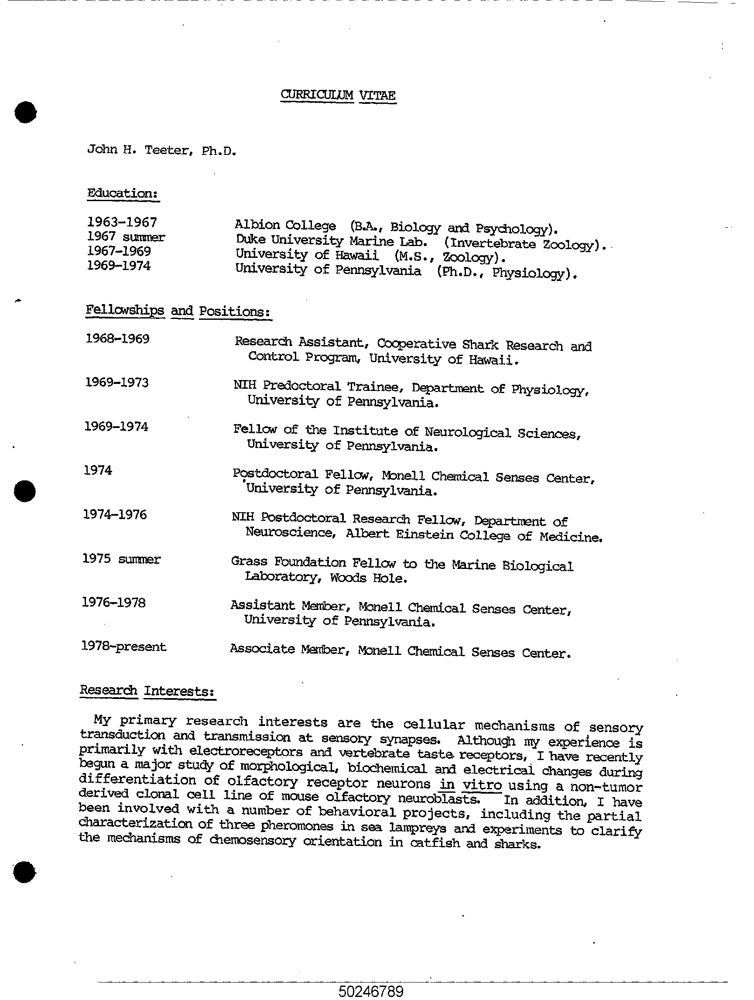 CURRICULUM VITAE
John H. Teeter, Ph.D.
Education:
1963-1967 Albion College (B.A., Biology and Psychology).
1967 summer Duke University Marine Lab. (Invertebrate Zoology).
1967-1969 University of Hawaii (M.S., Zoology).
1969-1974 University of Pennsylvania (Ph.D., Physiology).
Fellowships and Positions:
1968-1969 Research Assistant, Cooperative Shark Research and
Control Program, University of Hawaii.
1969-1973 NIH Predoctoral Trainee, Department of Physiology,
University of Pennsylvania.
1969-1974 Fellow of the Institute of Neurological Sciences,
University of Pennsylvania.
1974 Postdoctoral Fellow, Monell Chemical Senses Center,
University of Pennsylvania.
1974-1976 NIH Postdoctoral Research Fellow, Department of
Neuroscience, Albert Einstein College of Medicine.
1975 summer Grass Foundation Fellow to the Marine Biological
Laboratory, Woods Hole.
1976-1978 Assistant Member, Monell Chemical Senses Center,
University of Pennsylvania.
1978-present Associate Member, Monell Chemical Senses Center.
Research Interests:
My primary research interests are the cellular mechanisms of sensory
transduction and transmission at sensory synapses. Although my experience is
primarily with electroreceptors and vertebrate taste receptors, I have recently
begun a major study of morphological, biochemical and electrical changes during
differentiation of olfactory receptor neurons in vitro using a non-tumor
derived clonal cell line of mouse olfactory neuroblasts. In addition, I have
been involved with a number of behavioral projects, including the partial
characterization of three pheromones in sea lampreys and experiments to clarify
the mechanisms of chemosensory orientation in catfish and sharks.
50246789